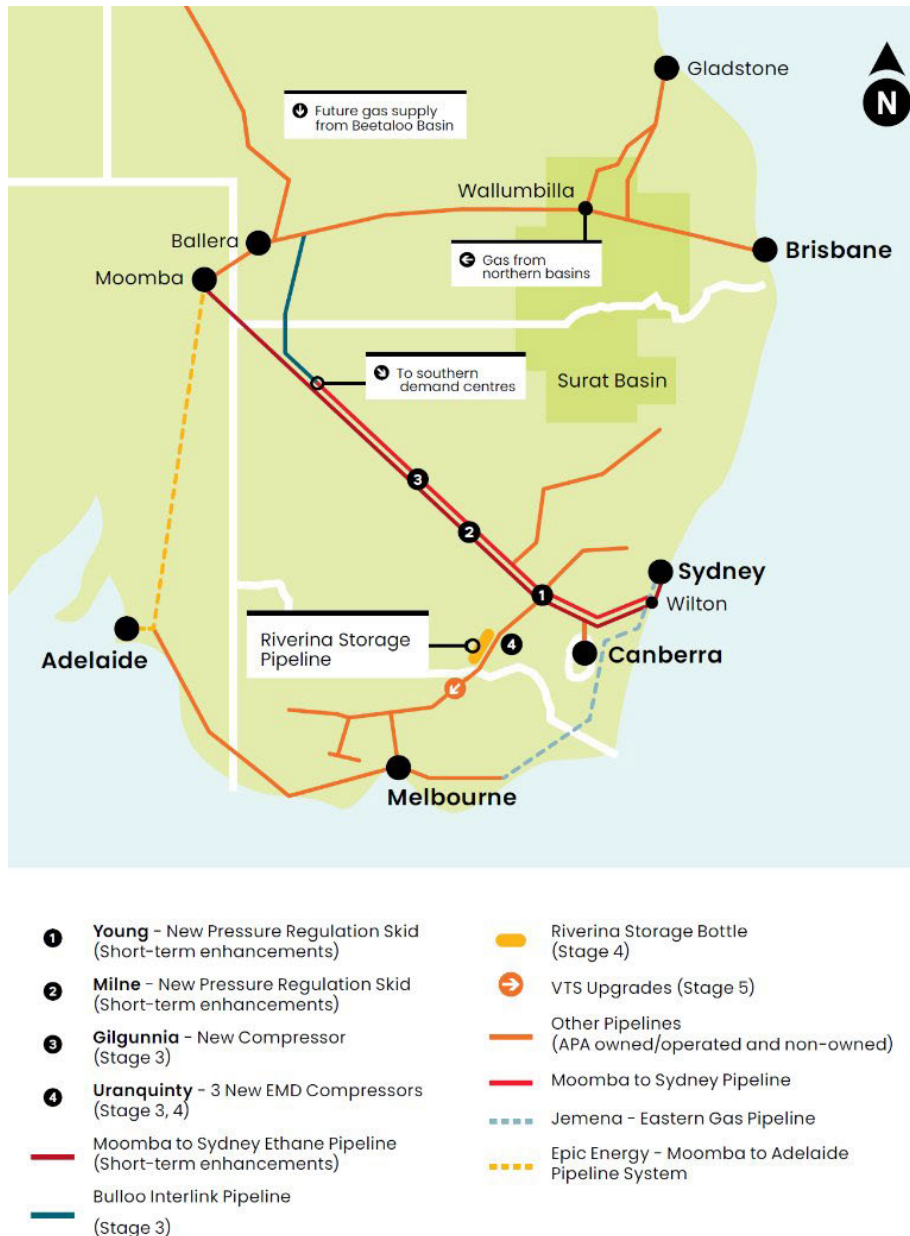 Gladstone
N
Future gas supply
from Beetaloo Basin
Wallumbilla
Ballera
Gas from
northern basins
Brisbane
Moomba
To southern
demand centres
Surat Basin
3
2
Sydney
1
Wilton
Riverina Storage
Pipeline
4
Adelaide
Canberra
Melbourne
1 Young - New Pressure Regulation Skid
(Short-term enhancements)
2 Milne - New Pressure Regulation Skid
(Short-term enhancements)
3 Gilgunnia - New Compressor
(Stage 3)
4 Uranquinty - 3 New EMD Compressors
(Stage 3, 4)
Moomba to Sydney Ethane Pipeline
(Short-term enhancements)
Bulloo Interlink Pipeline
(Stage 3)
Riverina Storage Bottle
(Stage 4)
VTS Upgrades (Stage 5)
Other Pipelines
(APA owned/operated and non-owned)
Moomba to Sydney Pipeline
Jemena - Eastern Gas Pipeline
Epic Energy - Moomba to Adelaide
Pipeline System